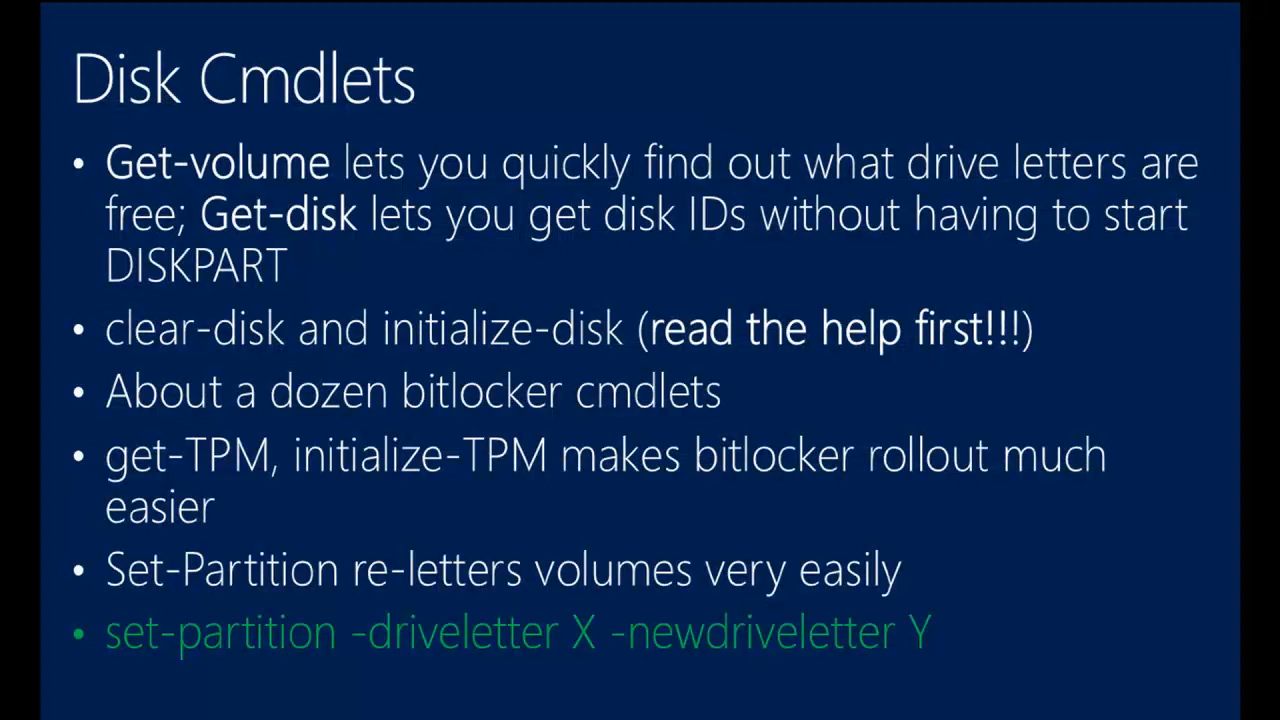 Disk Cmdlets
• Get-volume lets you quickly find out what drive letters are
free; Get-disk lets you get disk IDs without having to start
DISKPART
• clear-disk and initialize-disk (read the help first!!!)
• About a dozen bitlocker cmdlets
• get-TPM, initialize-TPM makes bitlocker rollout much
easier
• Set-Partition re-letters volumes very easily
• set-partition -driveletter X -newdriveletter Y